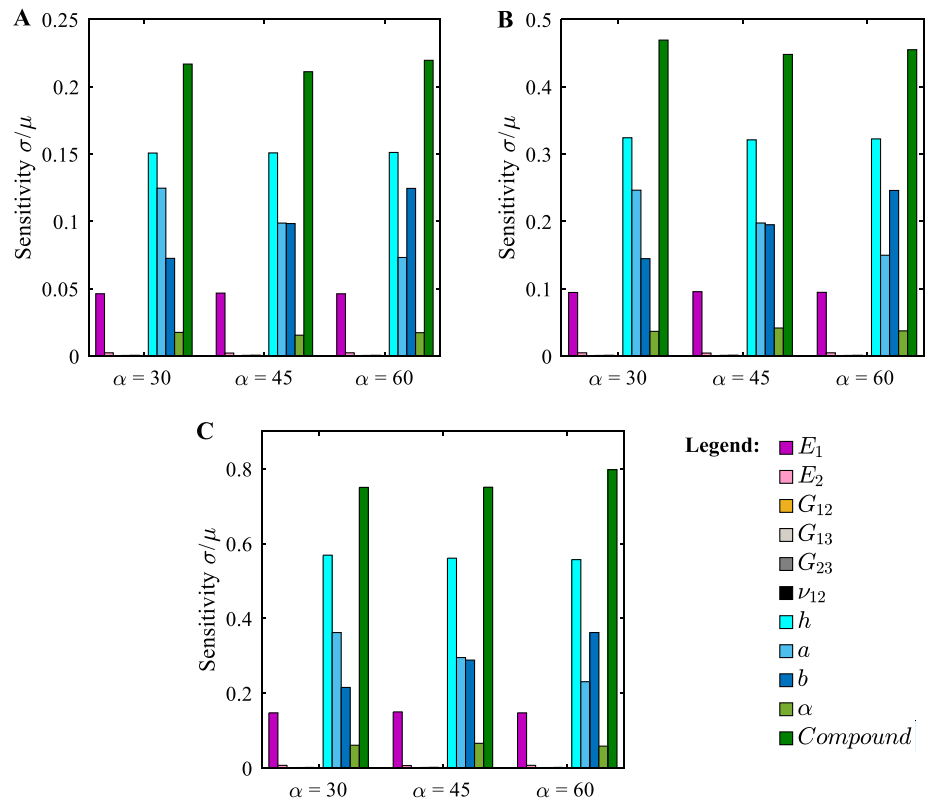 A
Sensitivity σ/μ
0.25
0.2
0.15
0.1
0.05
0
α = 30
α = 45
α = 60
B
Sensitivity σ/μ
0.5
0.4
0.3
0.2
0.1
0
α = 30
α = 45
α = 60
C
Sensitivity σ/μ
0.8
0.6
0.4
0.2
0
α = 30
α = 45
α = 60
Legend:
E₁
E₂
G₁₂
G₁₃
G₂₃
ν₁₂
h
a
b
α
Compound